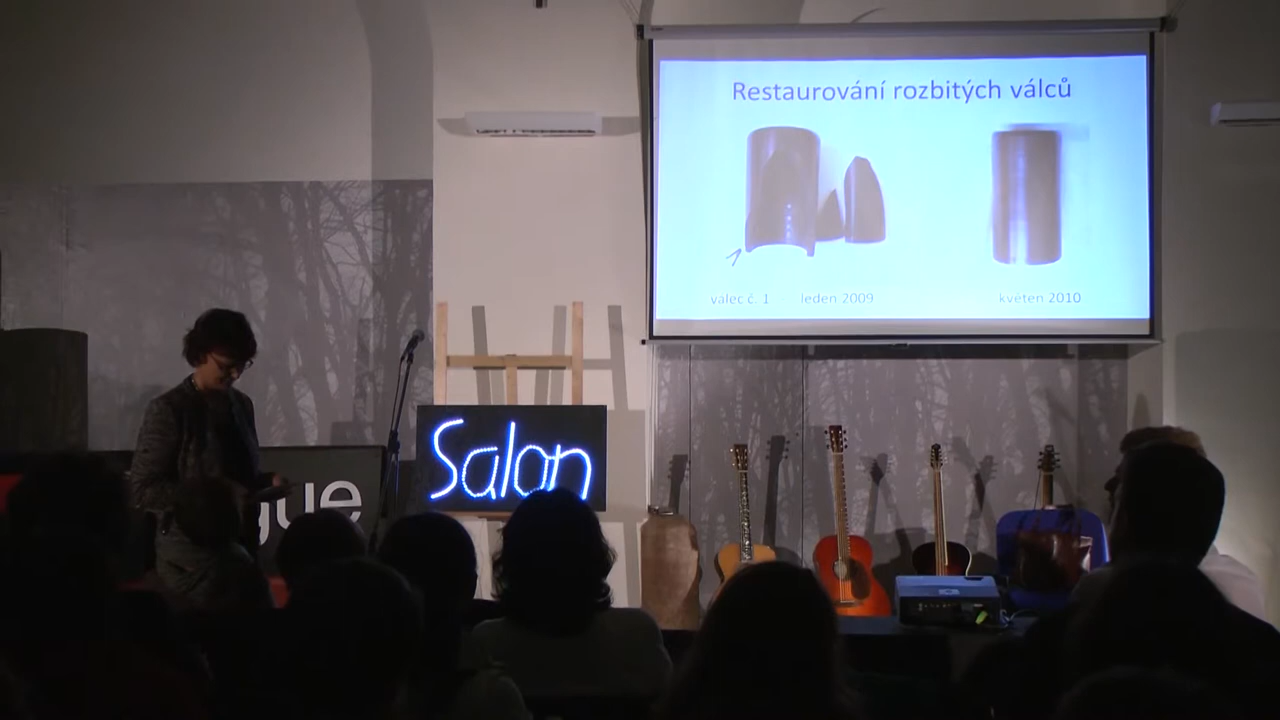 Restaurování rozbitých válců
válec č. 1 leden 2009 květen 2010
Salon
gue